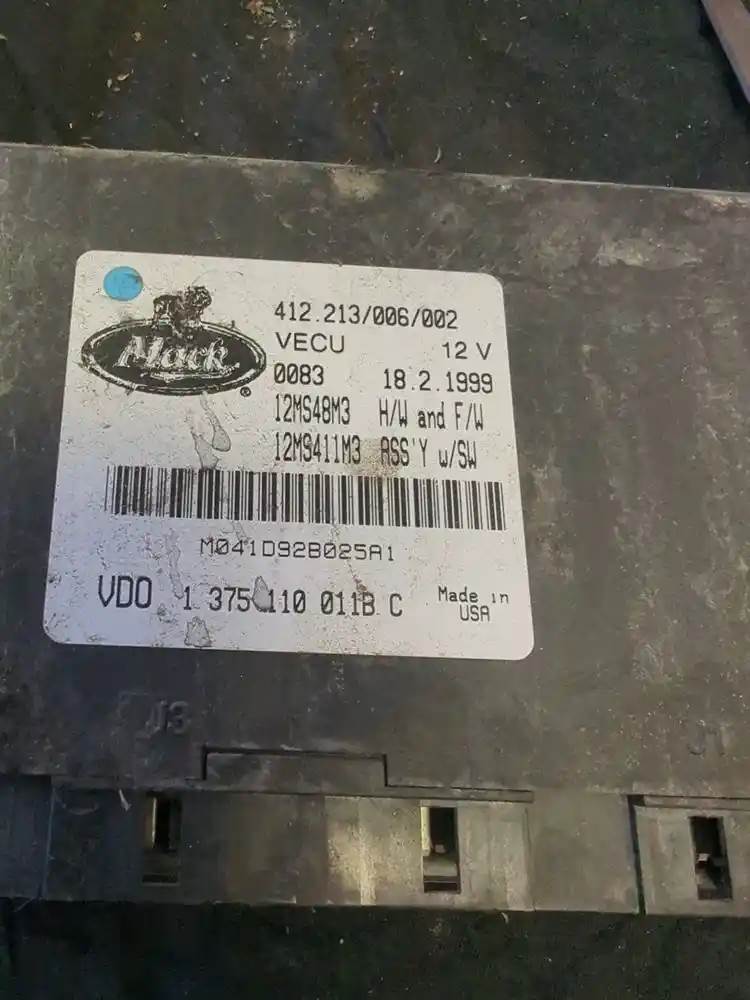 Mack ®
412.213/006/002
VECU 12 V
0083 18.2.1999
12MS48M3 H/W and F/W
12MS411M3 ASS'Y w/SW
M041D92B025A1
VDO 1 375 110 011B C Made in USA
J3
J1